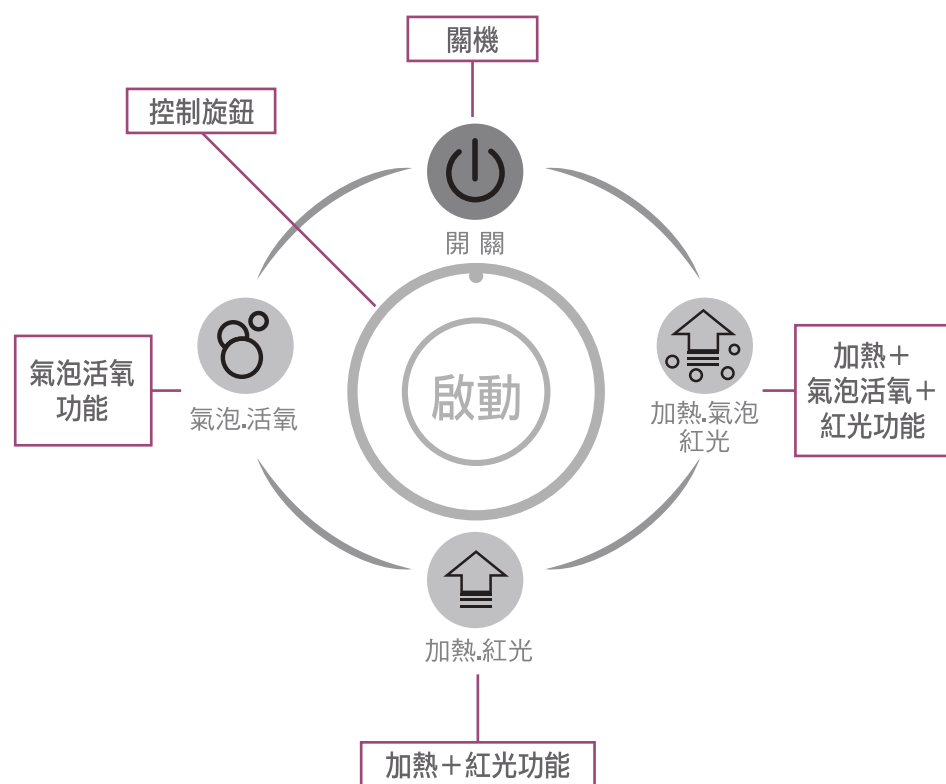 關機
控制旋鈕
開 關
氣泡活氧
功能
氣泡.活氧
啟動
加熱.氣泡
紅光
加熱＋
氣泡活氧＋
紅光功能
加熱.紅光
加熱＋紅光功能